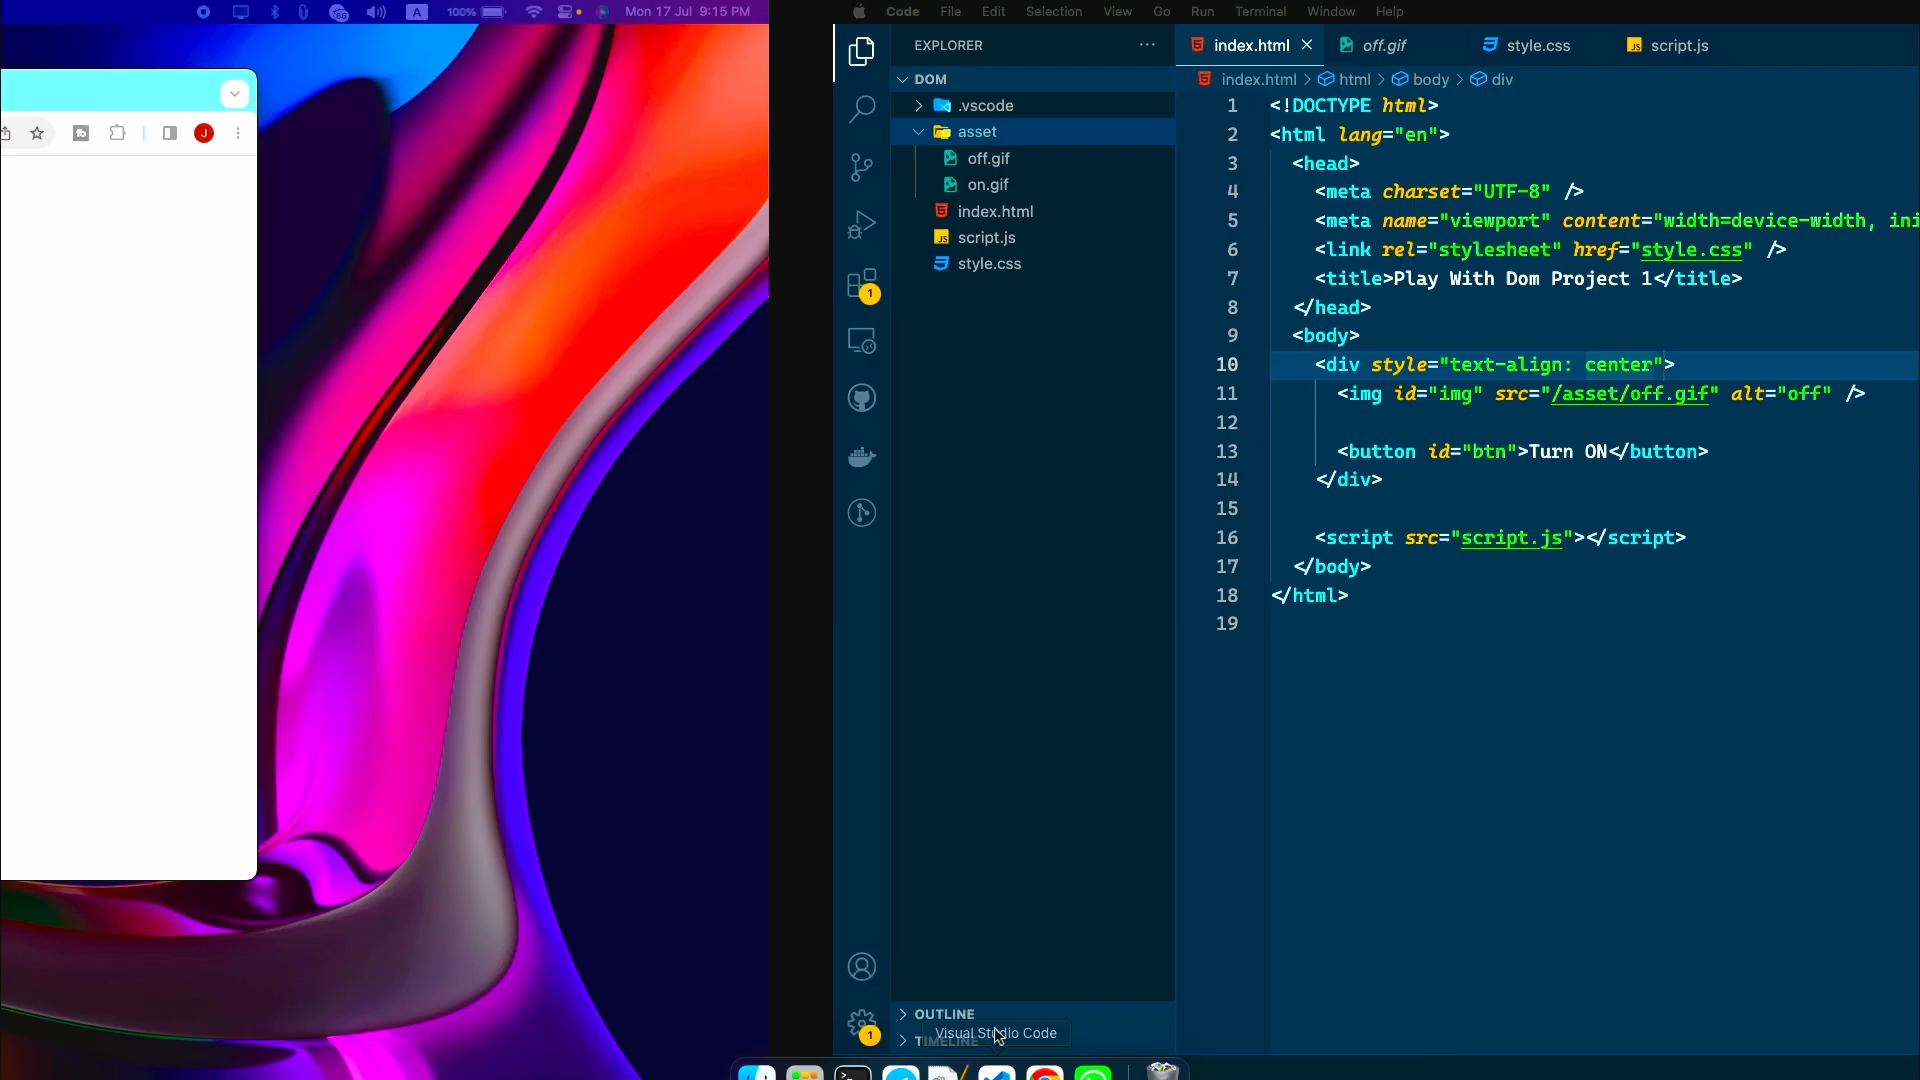 A
100%
Mon 17 Jul 9:15 PM
J
Code File Edit Selection View Go Run Terminal Window Help
EXPLORER
DOM
.vscode
asset
off.gif
on.gif
index.html
script.js
style.css
OUTLINE
TIMELINE
Visual Studio Code
1
1
index.html off.gif style.css script.js
index.html > html > body > div
1 <!DOCTYPE html>
2 <html lang="en">
3 <head>
4 <meta charset="UTF-8" />
5 <meta name="viewport" content="width=device-width, ini
6 <link rel="stylesheet" href="style.css" />
7 <title>Play With Dom Project 1</title>
8 </head>
9 <body>
10 <div style="text-align: center">
11 <img id="img" src="/asset/off.gif" alt="off" />
12
13 <button id="btn">Turn ON</button>
14 </div>
15
16 <script src="script.js"></script>
17 </body>
18 </html>
19